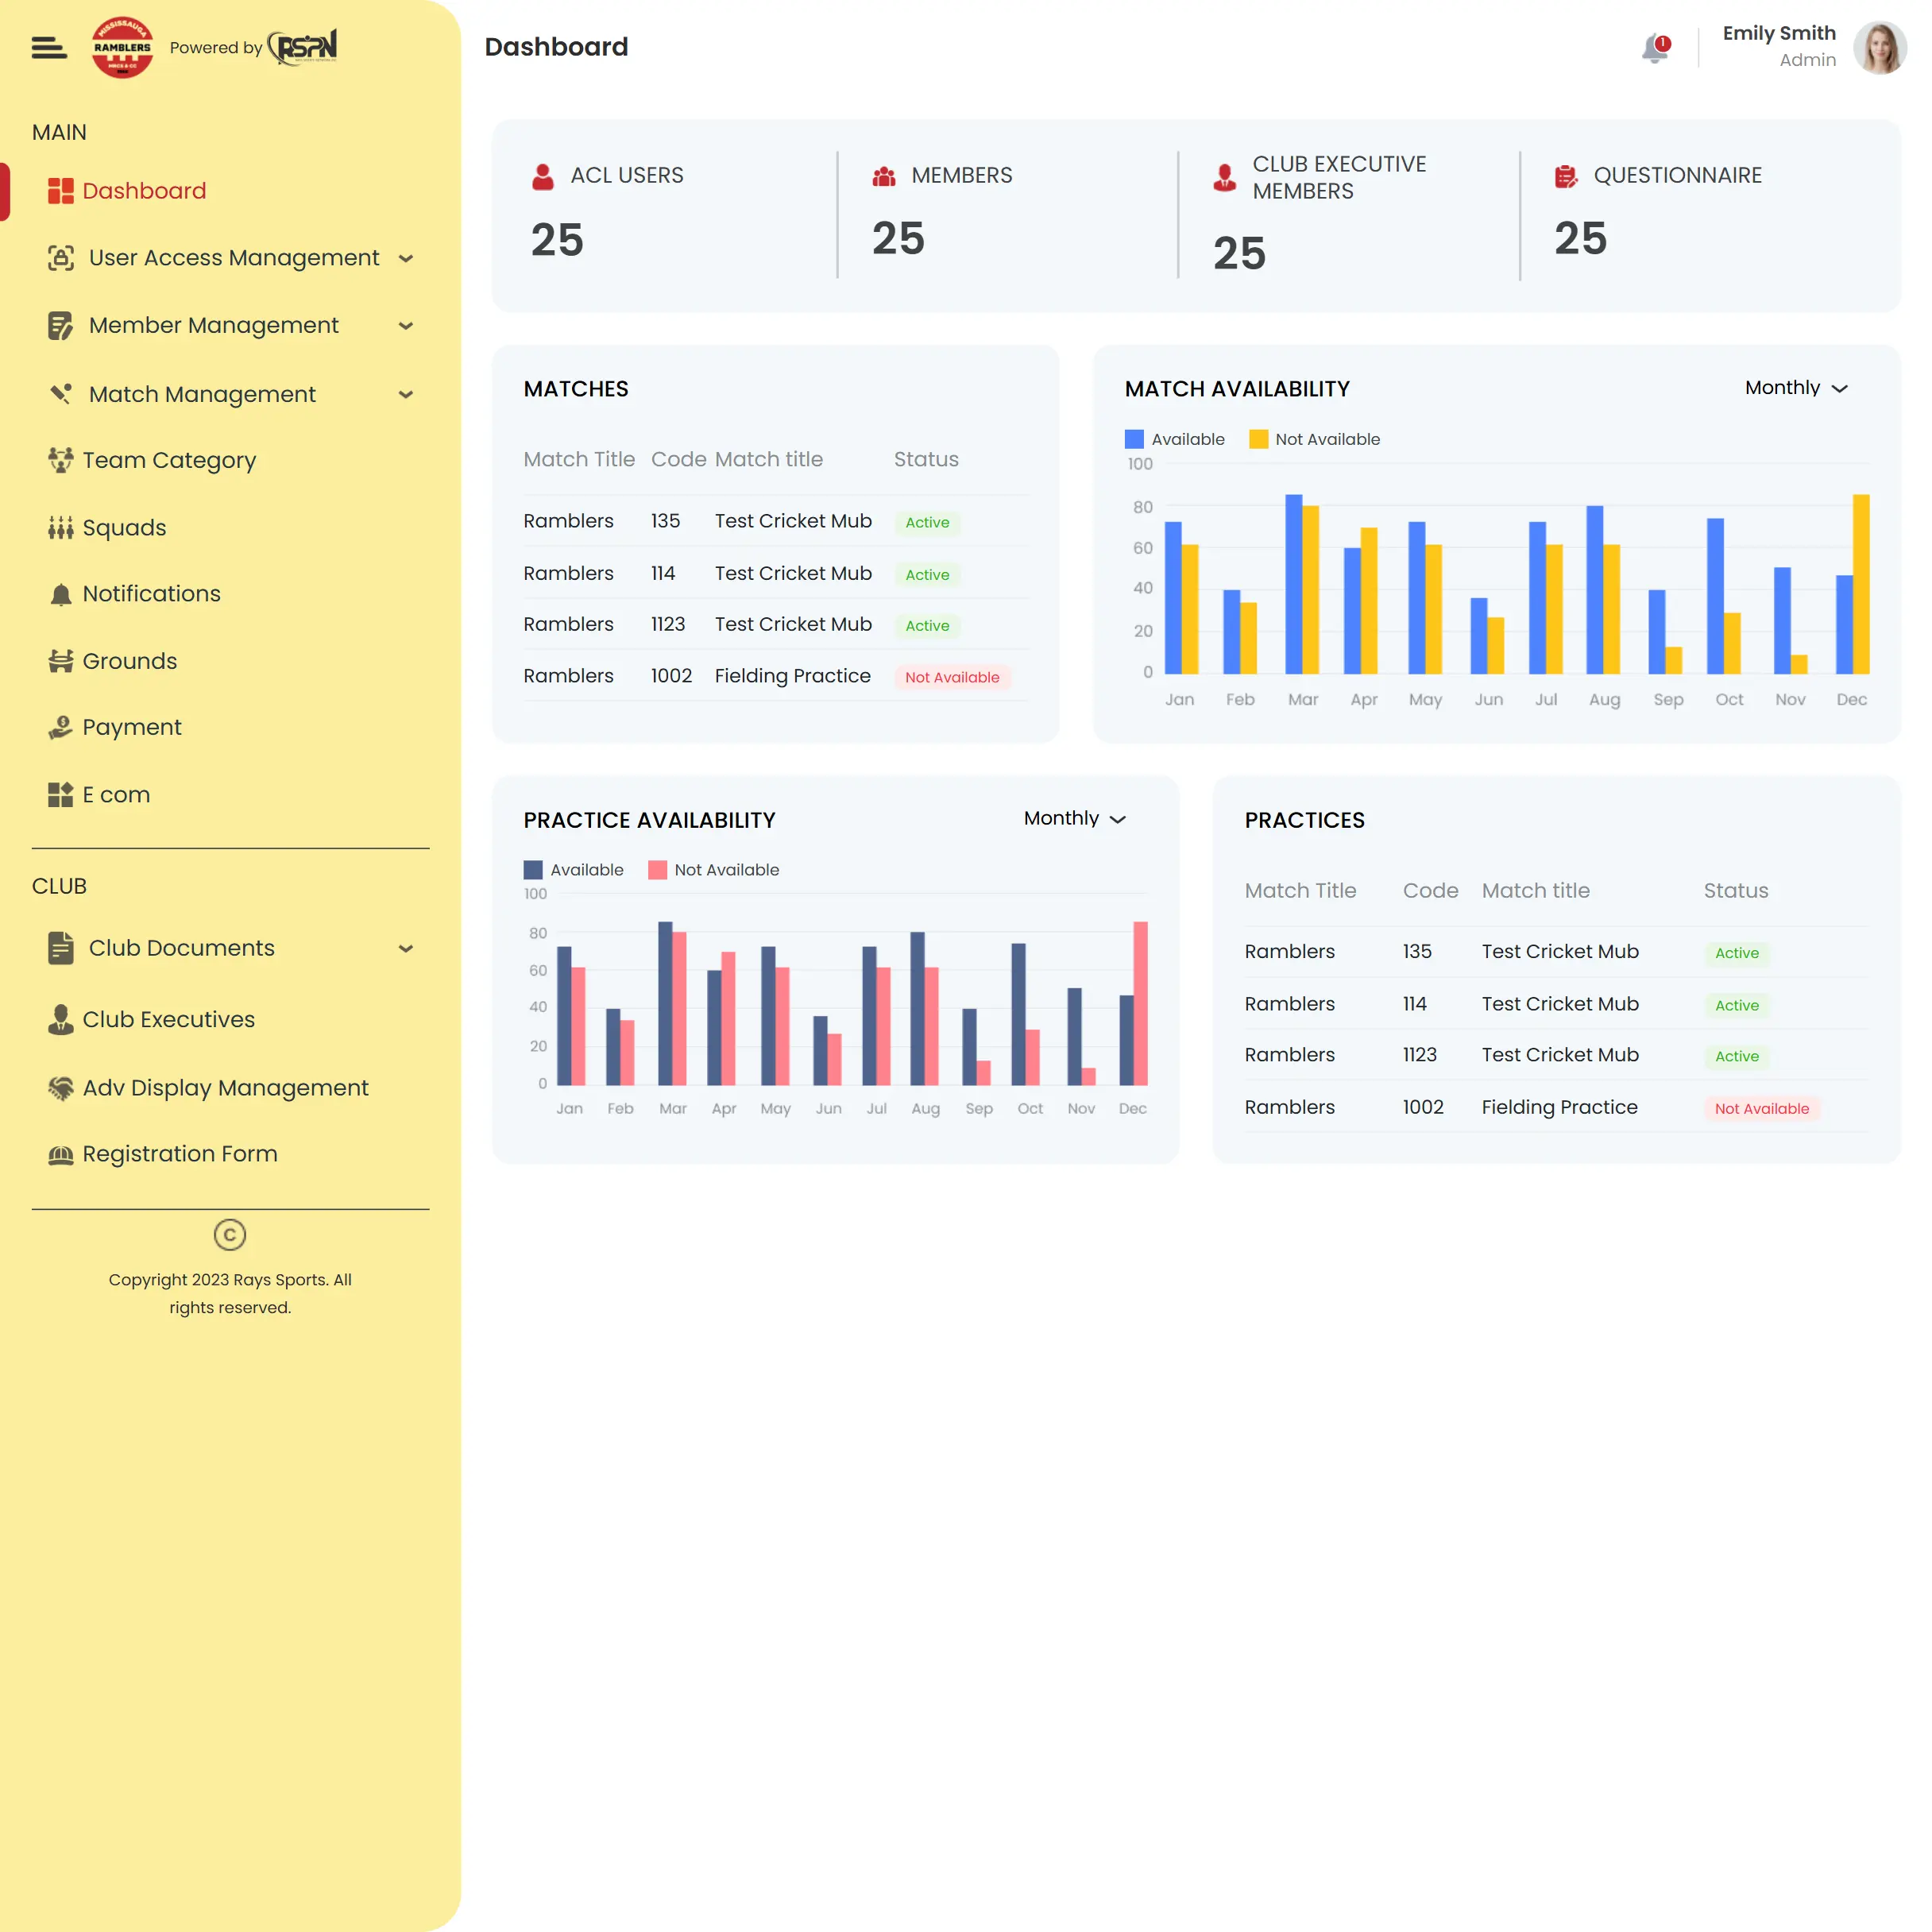 MISSISSAUGA
RAMBLERS
MRCS & CC
Powered by RSPN
Dashboard
1
Emily Smith
Admin
MAIN
Dashboard
User Access Management
Member Management
Match Management
Team Category
Squads
Notifications
Grounds
Payment
E com
CLUB
Club Documents
Club Executives
Adv Display Management
Registration Form
C
Copyright 2023 Rays Sports. All
rights reserved.
ACL USERS
25
MEMBERS
25
CLUB EXECUTIVE
MEMBERS
25
QUESTIONNAIRE
25
MATCHES
Match Title Code Match title Status
Ramblers 135 Test Cricket Mub Active
Ramblers 114 Test Cricket Mub Active
Ramblers 1123 Test Cricket Mub Active
Ramblers 1002 Fielding Practice Not Available
MATCH AVAILABILITY Monthly
Available Not Available
100
80
60
40
20
0
Jan Feb Mar Apr May Jun Jul Aug Sep Oct Nov Dec
PRACTICE AVAILABILITY Monthly
Available Not Available
100
80
60
40
20
0
Jan Feb Mar Apr May Jun Jul Aug Sep Oct Nov Dec
PRACTICES
Match Title Code Match title Status
Ramblers 135 Test Cricket Mub Active
Ramblers 114 Test Cricket Mub Active
Ramblers 1123 Test Cricket Mub Active
Ramblers 1002 Fielding Practice Not Available